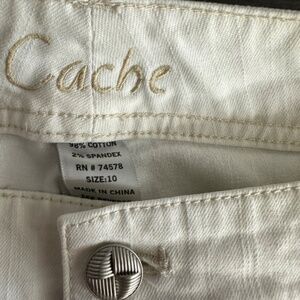 Cache
98% COTTON
2% SPANDEX
RN # 74578
SIZE:10
MADE IN CHINA